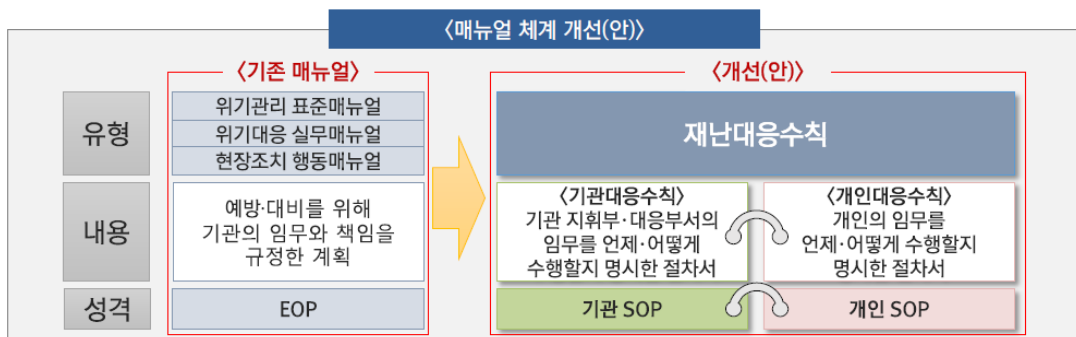 〈매뉴얼 체계 개선(안)〉
〈기존 매뉴얼〉
〈개선(안)〉
유형
위기관리 표준매뉴얼
위기대응 실무매뉴얼
현장조치 행동매뉴얼
재난대응수칙
내용
예방·대비를 위해
기관의 임무와 책임을
규정한 계획
〈기관대응수칙〉
기관 지휘부·대응부서의
임무를 언제·어떻게
수행할지 명시한 절차서
〈개인대응수칙〉
개인의 임무를
언제·어떻게 수행할지
명시한 절차서
성격
EOP
기관 SOP
개인 SOP